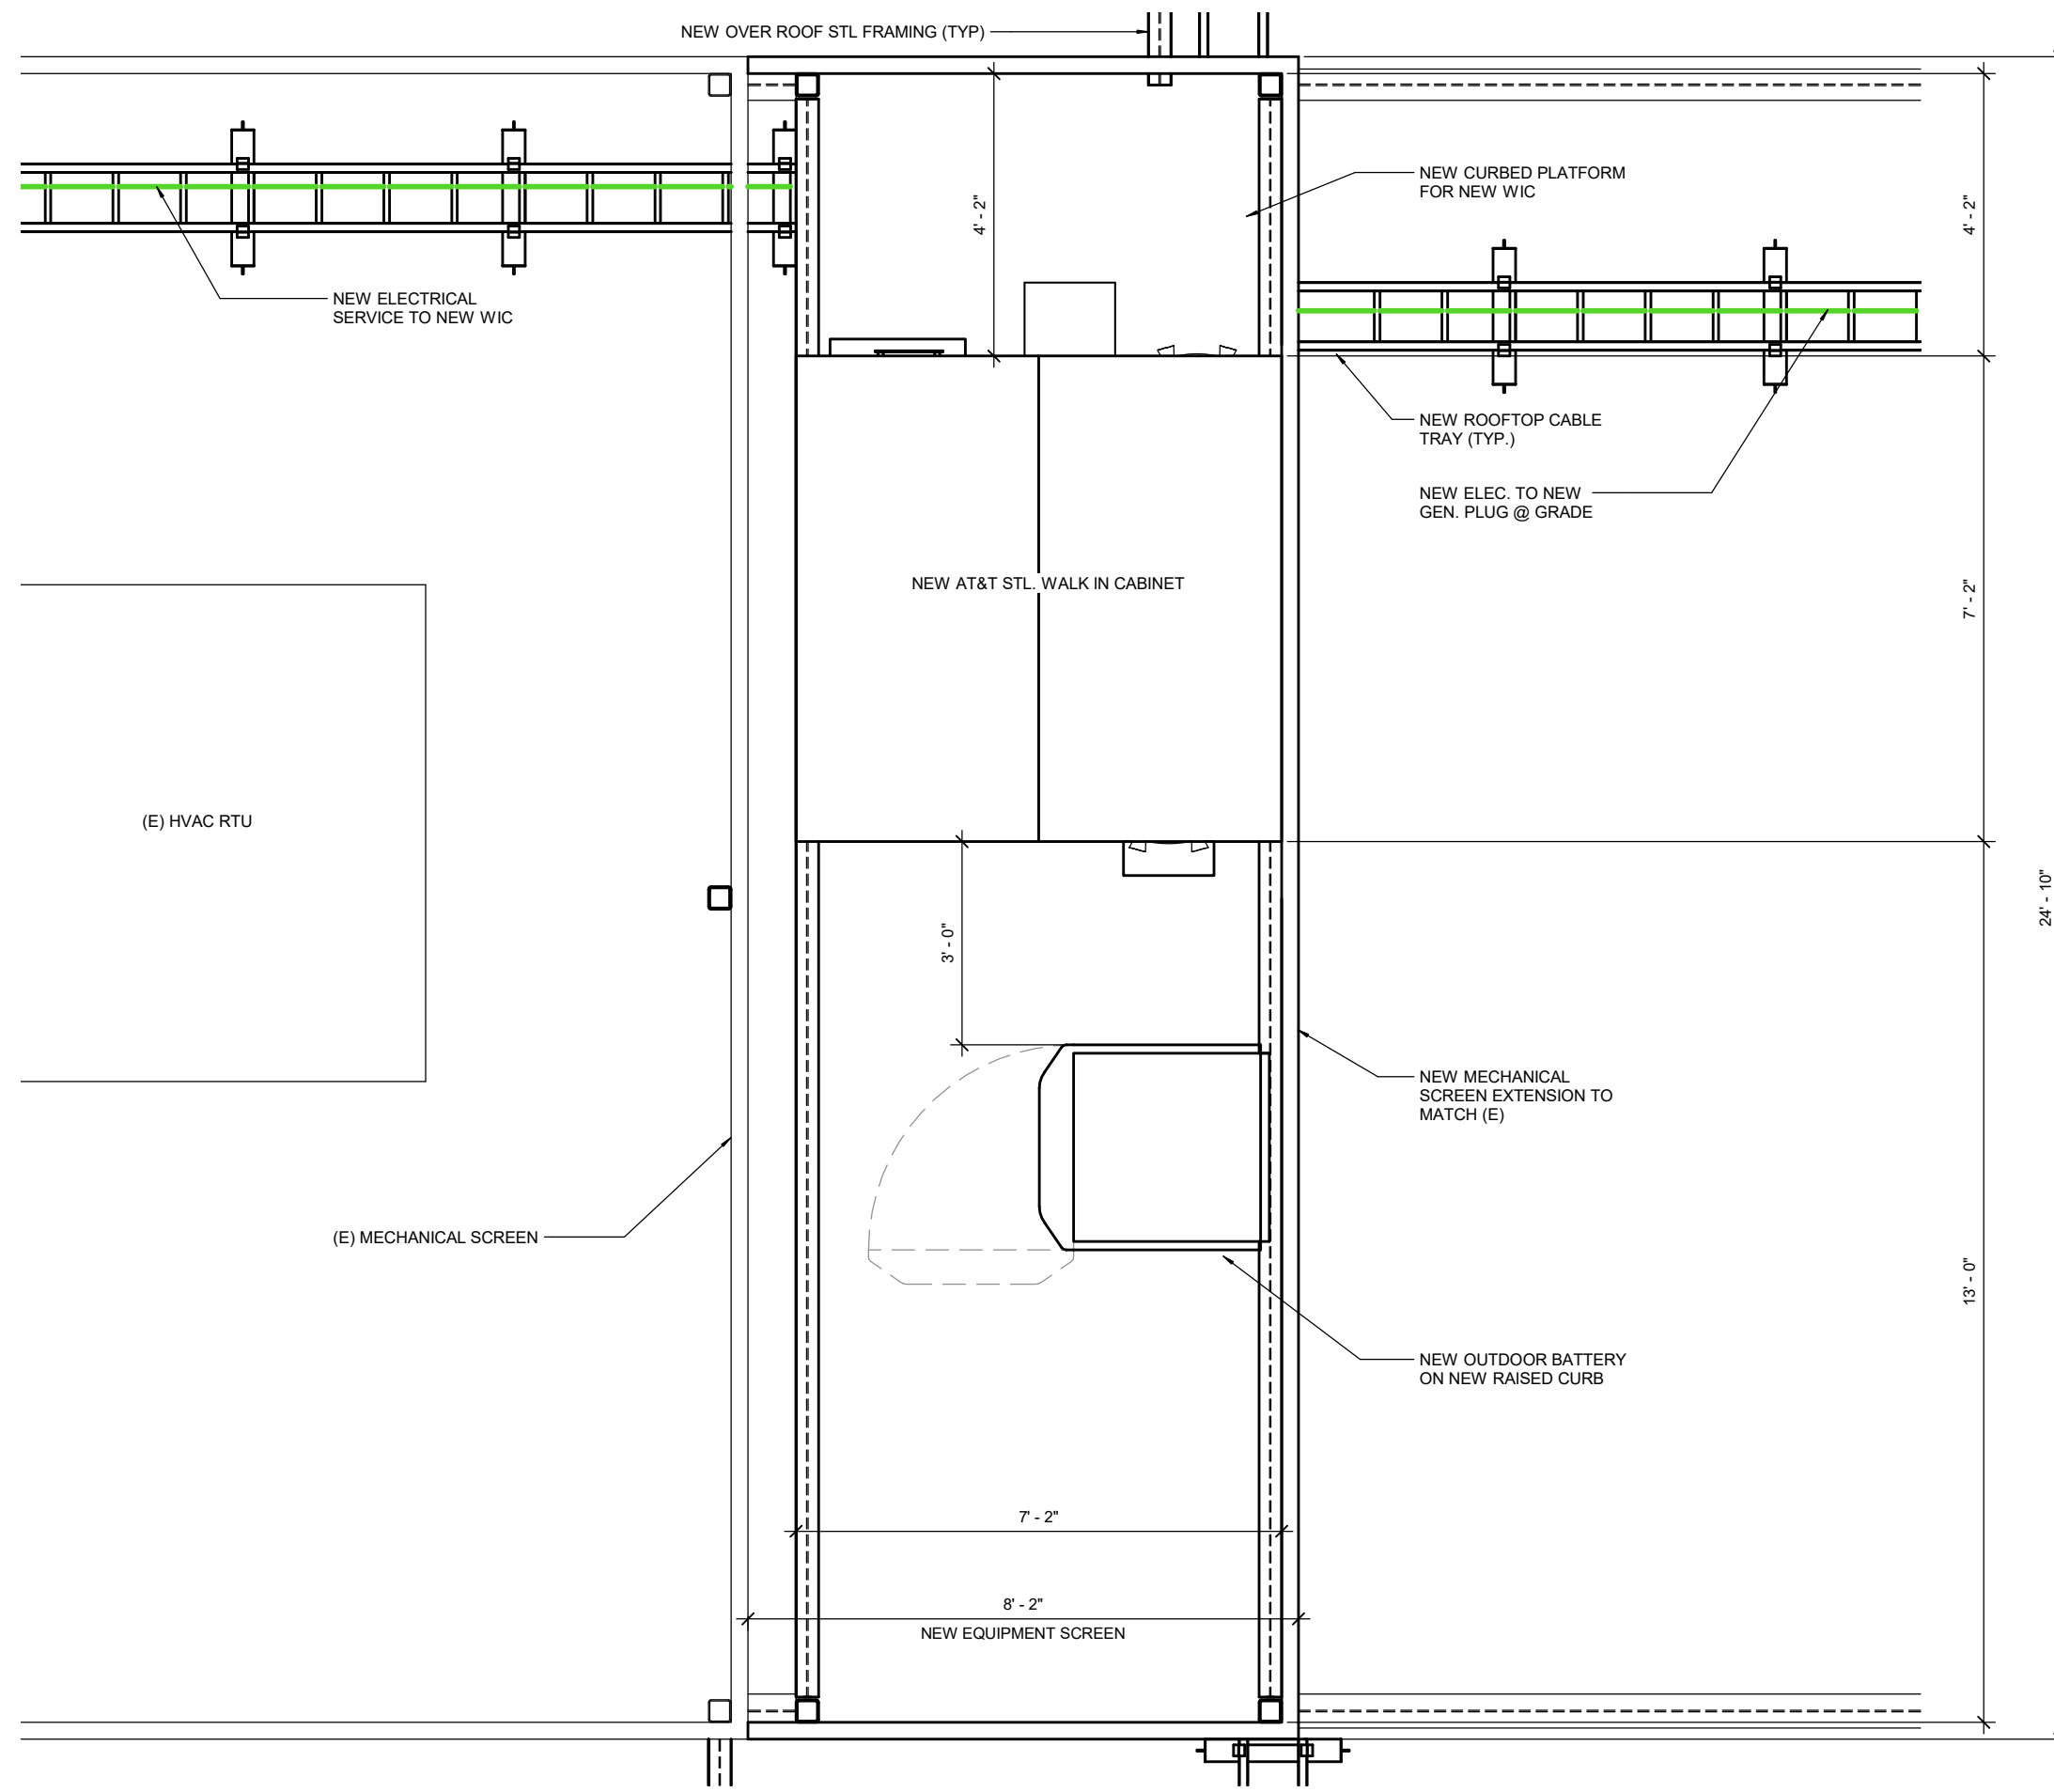 NEW OVER ROOF STL FRAMING (TYP)
NEW CURBED PLATFORM
FOR NEW WIC
4' - 2"
4' - 2"
NEW ELECTRICAL
SERVICE TO NEW WIC
NEW ROOFTOP CABLE
TRAY (TYP.)
NEW ELEC. TO NEW
GEN. PLUG @ GRADE
NEW AT&T STL. WALK IN CABINET
7' - 2"
(E) HVAC RTU
24' - 10"
3' - 0"
NEW MECHANICAL
SCREEN EXTENSION TO
MATCH (E)
(E) MECHANICAL SCREEN
13' - 0"
NEW OUTDOOR BATTERY
ON NEW RAISED CURB
7' - 2"
8' - 2"
NEW EQUIPMENT SCREEN